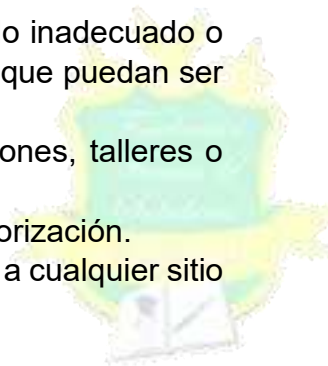 o inadecuado o
que puedan ser
ones, talleres o
orización.
a cualquier sitio